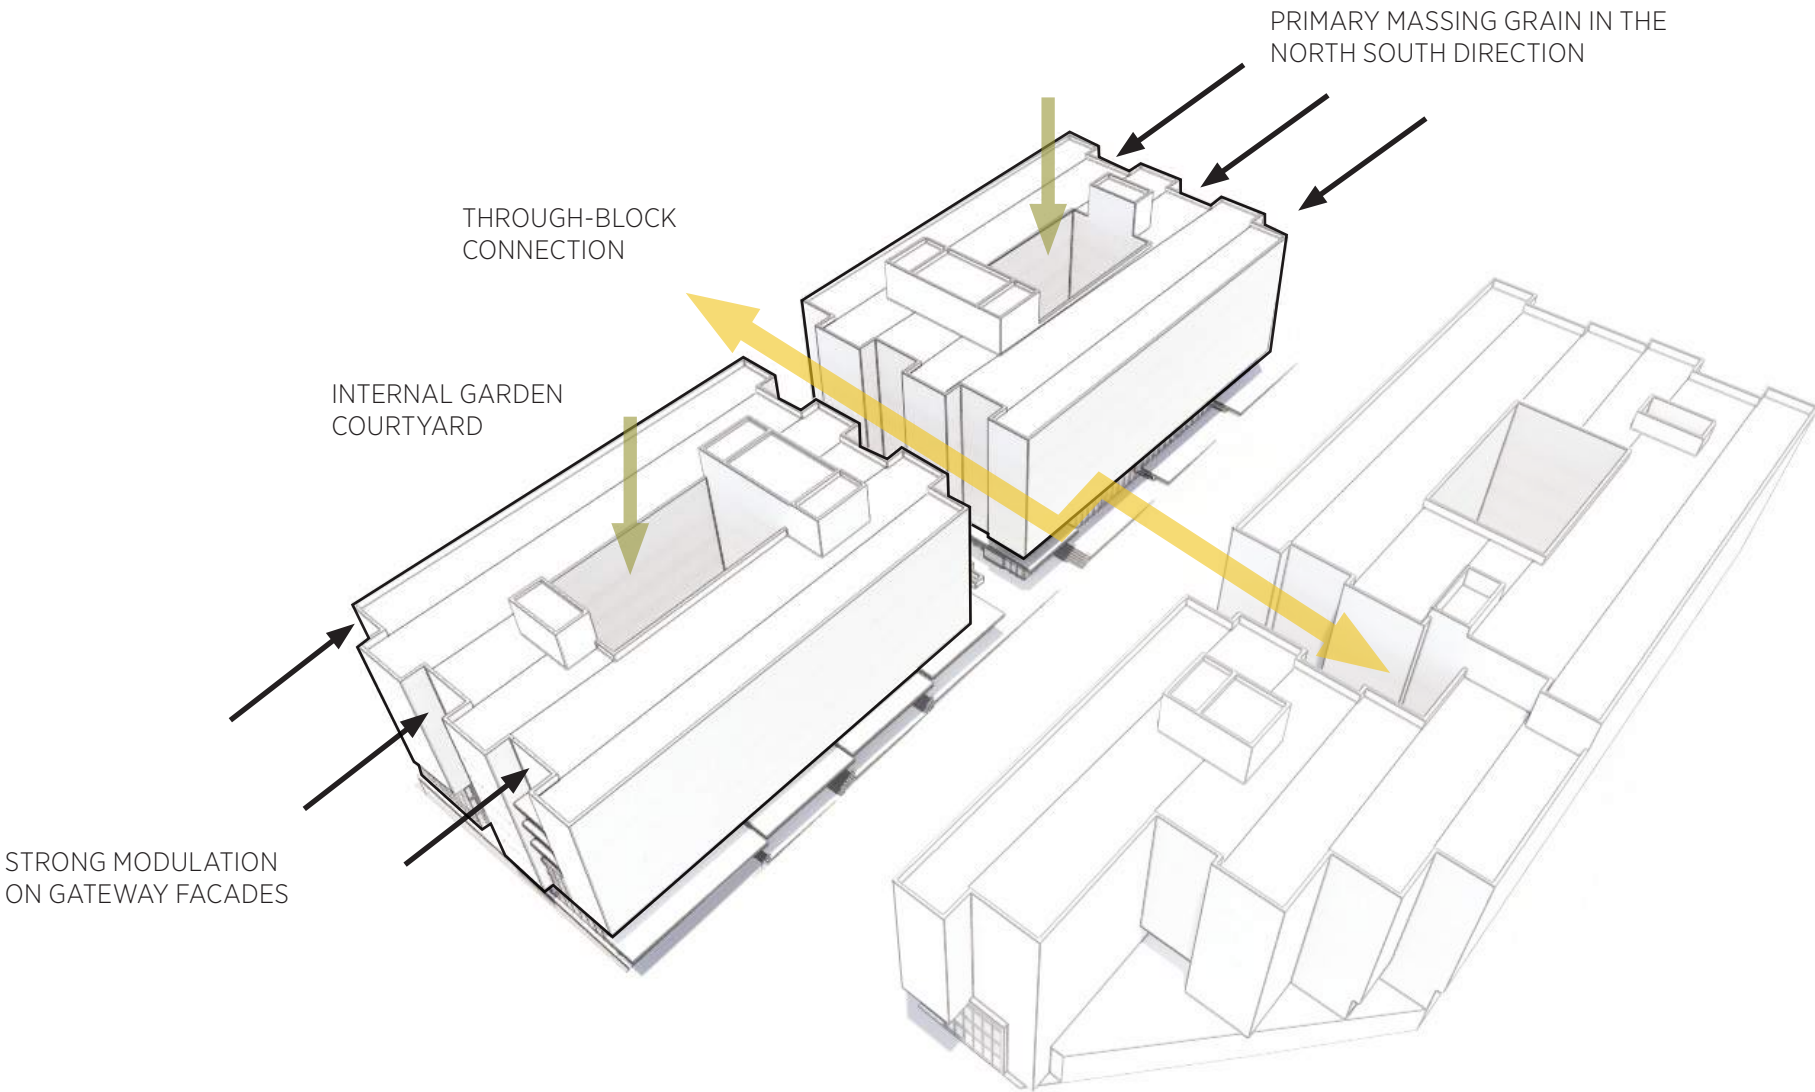 PRIMARY MASSING GRAIN IN THE
NORTH SOUTH DIRECTION
THROUGH-BLOCK
CONNECTION
INTERNAL GARDEN
COURTYARD
STRONG MODULATION
ON GATEWAY FACADES